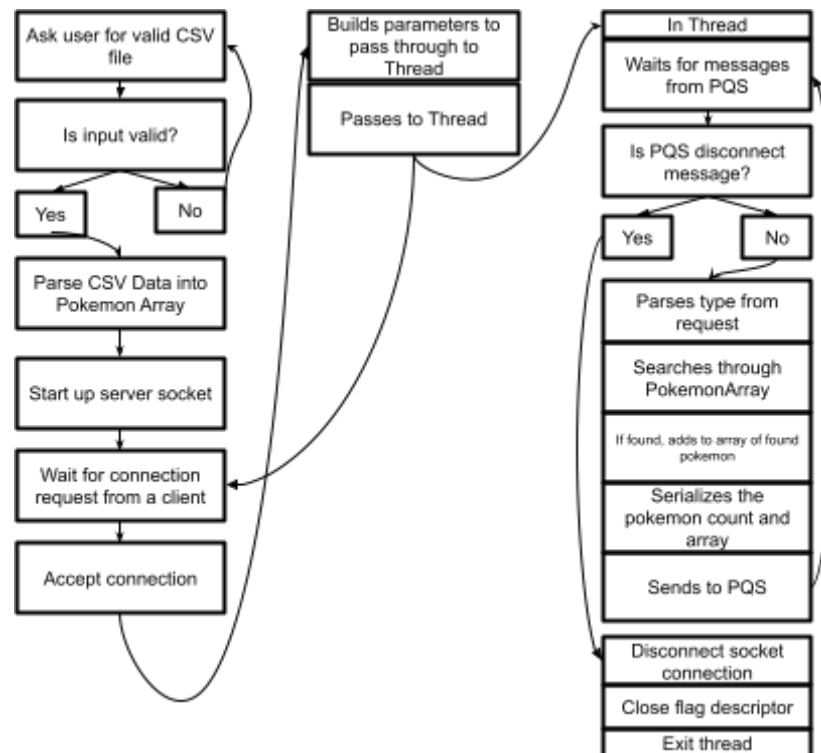 Ask user for valid CSV
file
Is input valid?
Yes
No
Parse CSV Data into
Pokemon Array
Start up server socket
Wait for connection
request from a client
Accept connection
Builds parameters to
pass through to
Thread
Passes to Thread
In Thread
Waits for messages
from PQS
Is PQS disconnect
message?
Yes
No
Parses type from
request
Searches through
PokemonArray
If found, adds to array of found
pokemon
Serializes the
pokemon count and
array
Sends to PQS
Disconnect socket
connection
Close flag descriptor
Exit thread